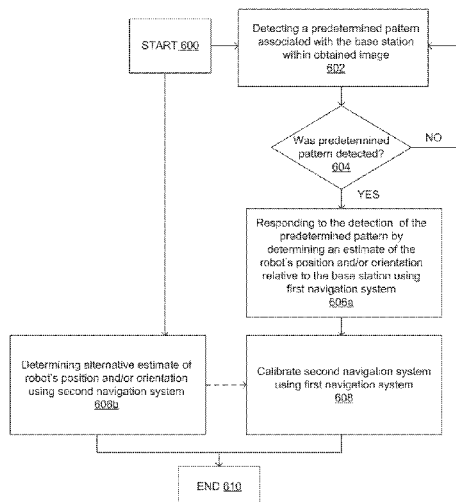 START 600
Detecting a predetermined pattern
associated with the base station
within obtained image
602
Was predetermined
pattern detected?
604
NO
YES
Responding to the detection of the
predetermined pattern by
determining an estimate of the
robot's position and/or orientation
relative to the base station using
first navigation system
606a
Determining alternative estimate of
robot's position and/or orientation
using second navigation system
606b
Calibrate second navigation system
using first navigation system
608
END 610